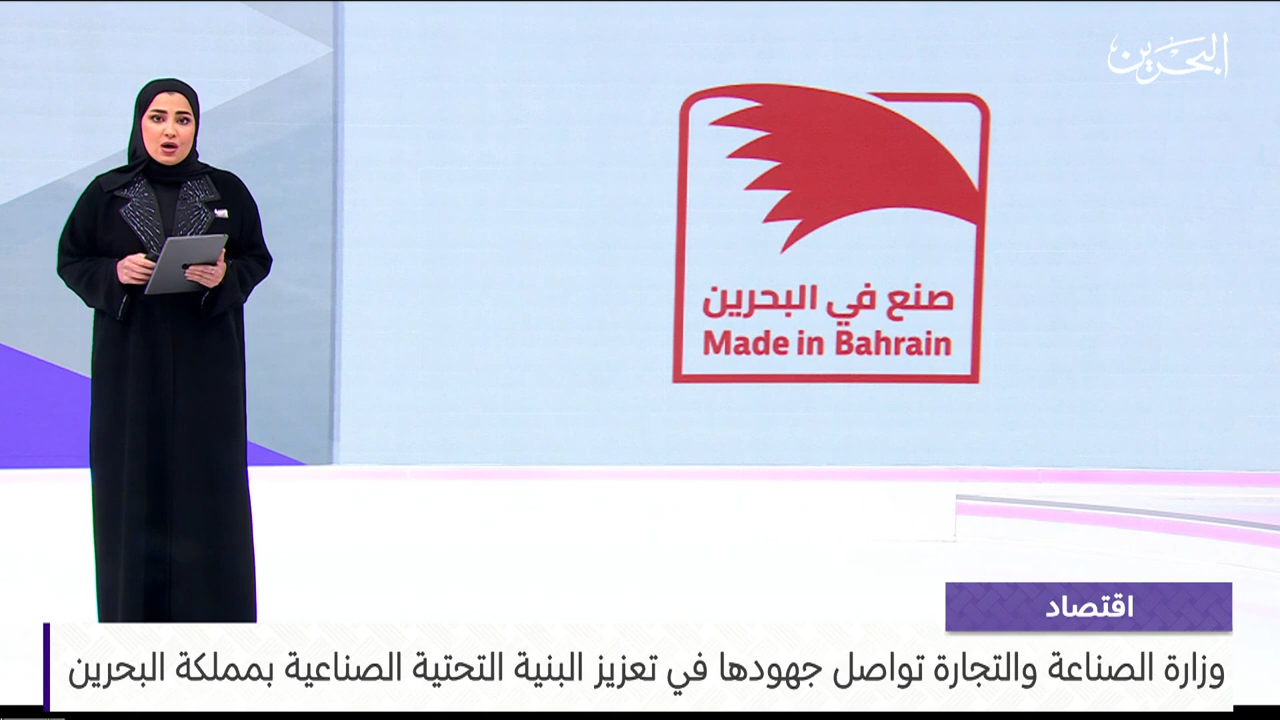 البحرين
صنع في البحرين
Made in Bahrain
اقتصاد
وزارة الصناعة والتجارة تواصل جهودها في تعزيز البنية التحتية الصناعية بمملكة البحرين